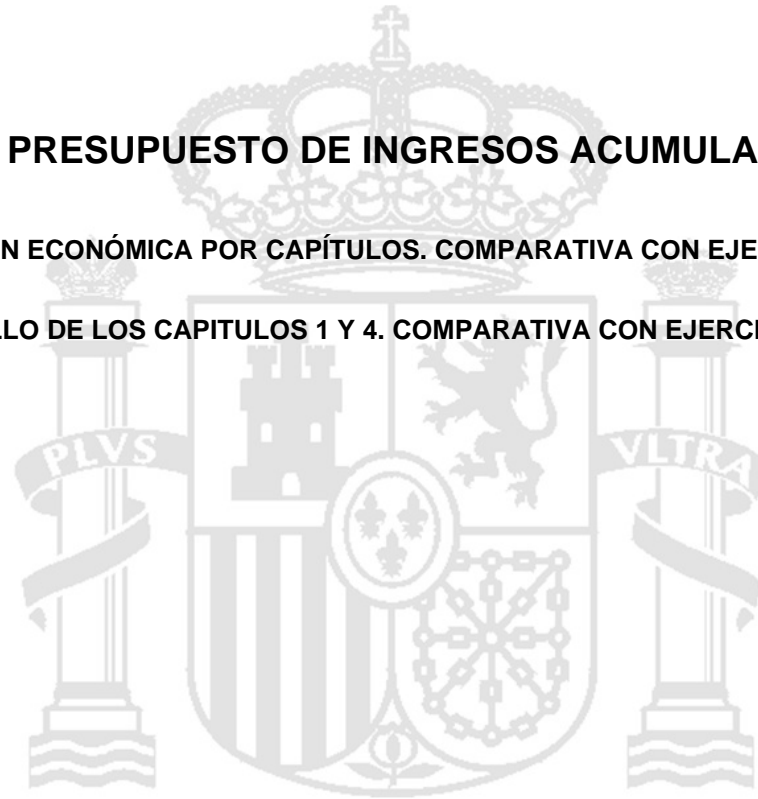 PRESUPUESTO DE INGRESOS ACUMULA
N ECONÓMICA POR CAPÍTULOS. COMPARATIVA CON EJE
LLO DE LOS CAPITULOS 1 Y 4. COMPARATIVA CON EJERCI
PLVS VLTRA